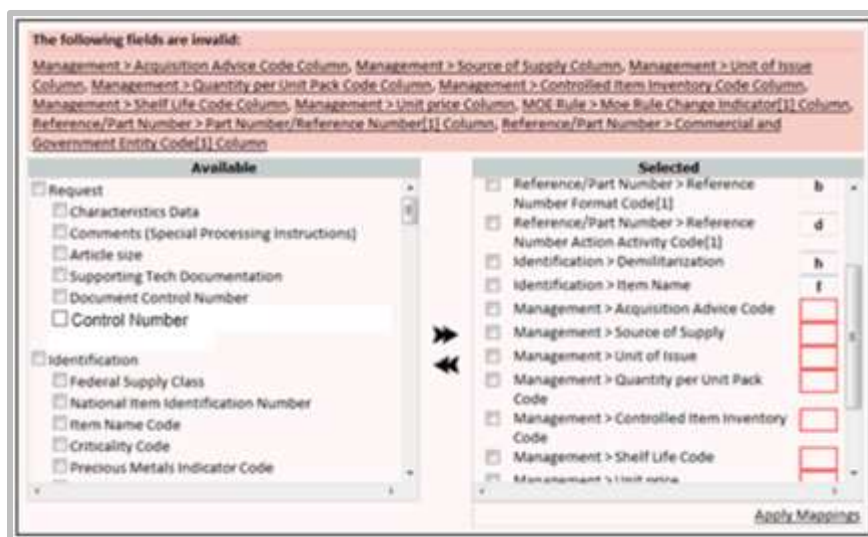 The following fields are invalid:
Management > Acquisition Advice Code Column, Management > Source of Supply Column, Management > Unit of Issue
Column, Management > Quantity per Unit Pack Code Column, Management > Controlled Item Inventory Code Column,
Management > Shelf Life Code Column, Management > Unit price Column, MOE Rule > Moe Rule Change Indicator[1] Column,
Reference/Part Number > Part Number/Reference Number[1] Column, Reference/Part Number > Commercial and
Government Entity Code[1] Column
Available
Request
Characteristics Data
Comments (Special Processing Instructions)
Article size
Supporting Tech Documentation
Document Control Number
Control Number
Identification
Federal Supply Class
National Item Identification Number
Item Name Code
Criticality Code
Precious Metals Indicator Code
Selected
Reference/Part Number > Reference b
Number Format Code[1]
Reference/Part Number > Reference d
Number Action Activity Code[1]
Identification > Demilitarization h
Identification > Item Name f
Management > Acquisition Advice Code
Management > Source of Supply
Management > Unit of Issue
Management > Quantity per Unit Pack
Code
Management > Controlled Item Inventory
Code
Management > Shelf Life Code
Management > Unit price
Apply Mappings